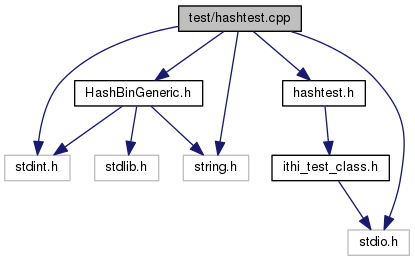 test/hashtest.cpp
HashBinGeneric.h
hashtest.h
stdint.h
stdlib.h
string.h
ithi_test_class.h
stdio.h